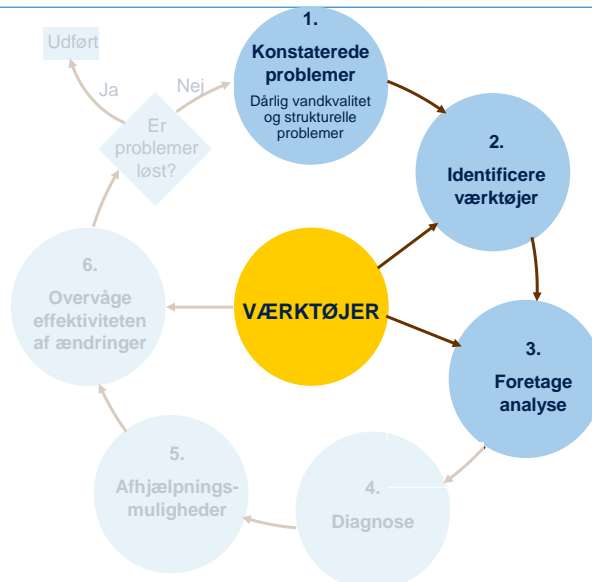 1.
Konstaterede
problemer
Dårlig vandkvalitet
og strukturelle
problemer
2.
Identificere
værktøjer
3.
Foretage
analyse
4.
Diagnose
5.
Afhjælpnings-
muligheder
6.
Overvåge
effektiviteten
af ændringer
Er
problemer
løst?
Ja
Nej
Udført
VÆRKTØJER